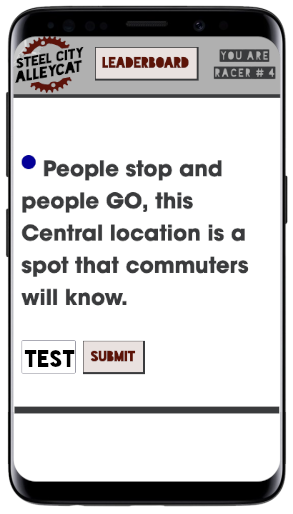 STEEL CITY
ALLEYCAT
LEADERBOARD
YOU ARE
RACER # 4
People stop and
people GO, this
Central location is a
spot that commuters
will know.
TEST
SUBMIT